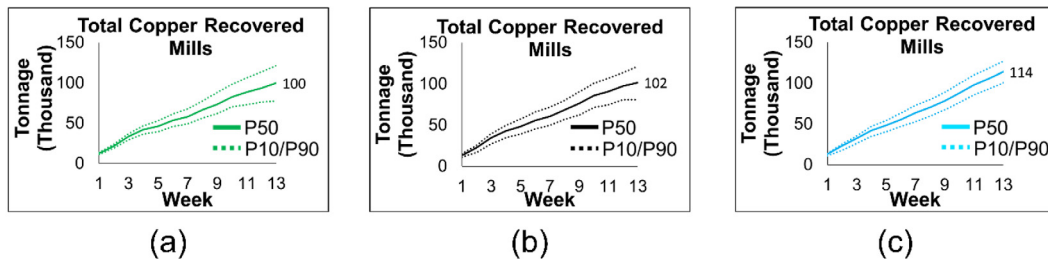 Total Copper Recovered
Mills
Tonnage
(Thousand)
150
100
50
0
100
P50
P10/P90
1 3 5 7 9 11 13
Week
(a)
Total Copper Recovered
Mills
Tonnage
(Thousand)
150
100
50
0
102
P50
P10/P90
1 3 5 7 9 11 13
Week
(b)
Total Copper Recovered
Mills
Tonnage
(Thousand)
150
100
50
0
114
P50
P10/P90
1 3 5 7 9 11 13
Week
(c)